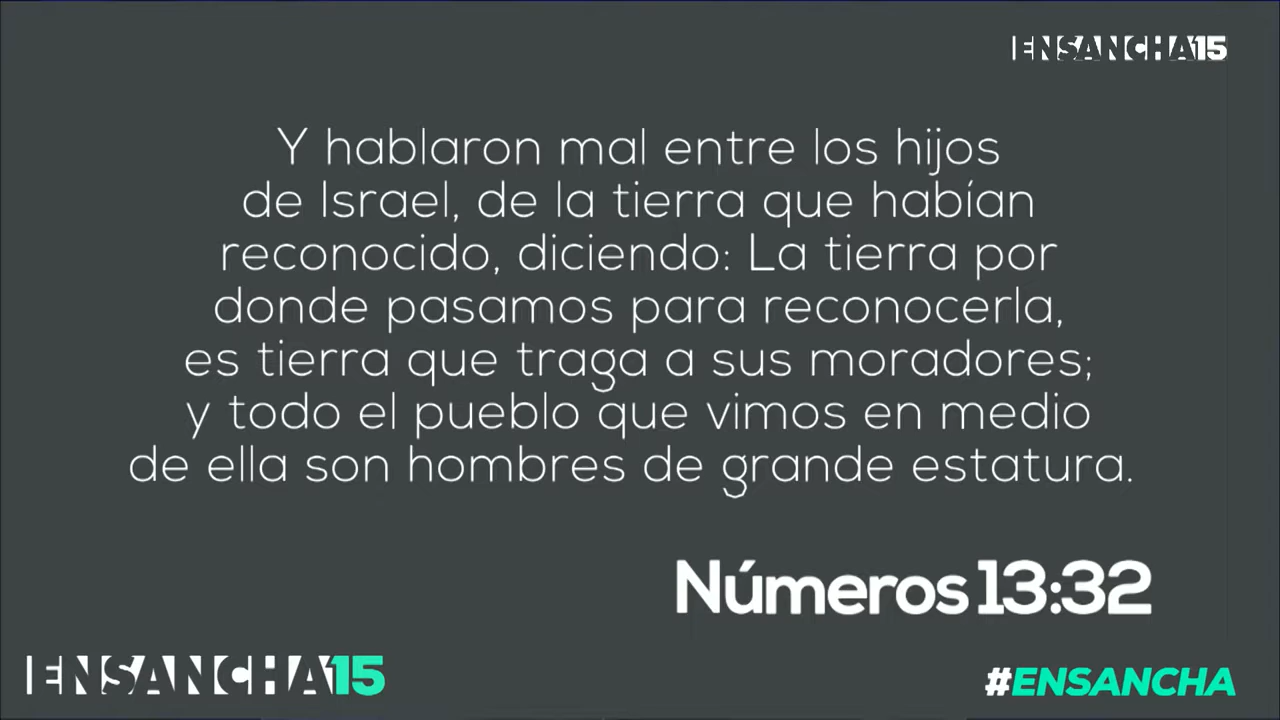 ENSANCHA15
Y hablaron mal entre los hijos
de Israel, de la tierra que habían
reconocido, diciendo: La tierra por
donde pasamos para reconocerla,
es tierra que traga a sus moradores;
y todo el pueblo que vimos en medio
de ella son hombres de grande estatura.
Números 13:32
ENSANCHA15
#ENSANCHA